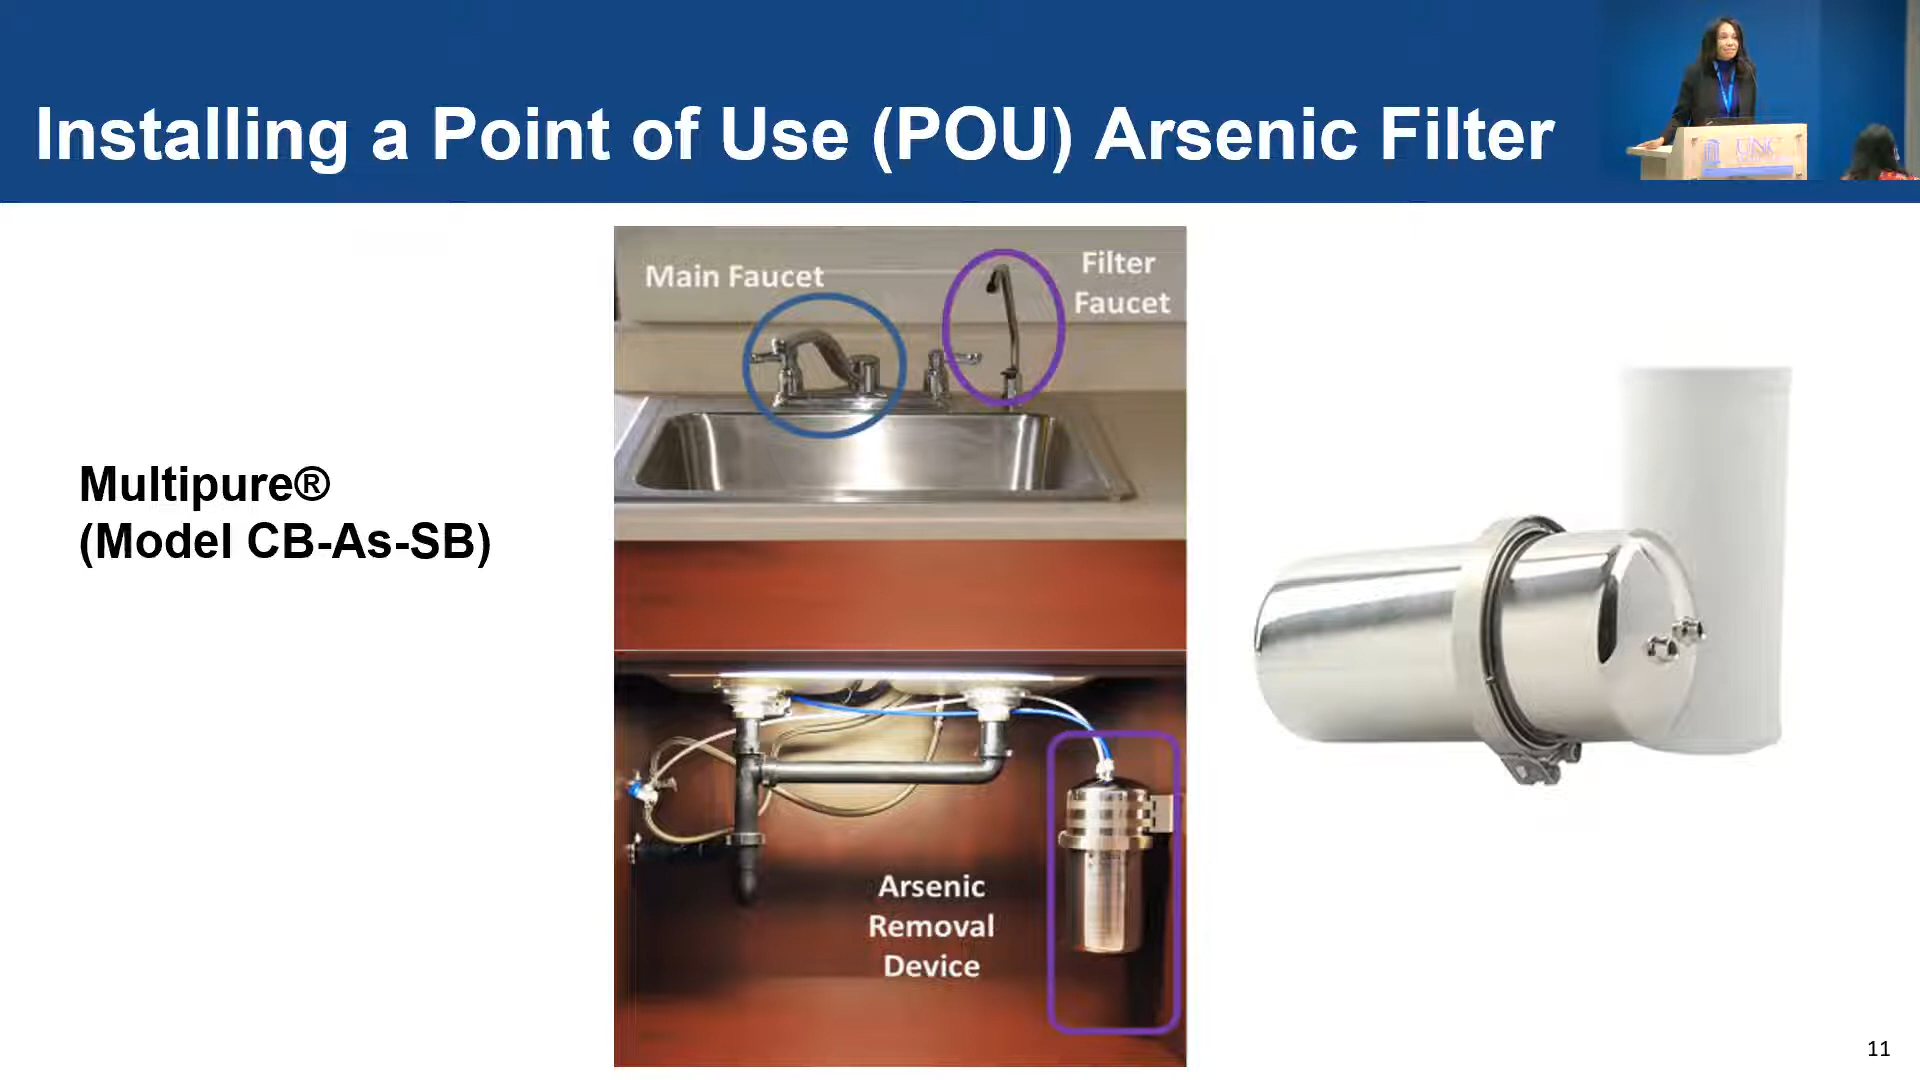 Installing a Point of Use (POU) Arsenic Filter
UNC
Main Faucet
Filter
Faucet
Multipure®
(Model CB-As-SB)
Arsenic
Removal
Device
11